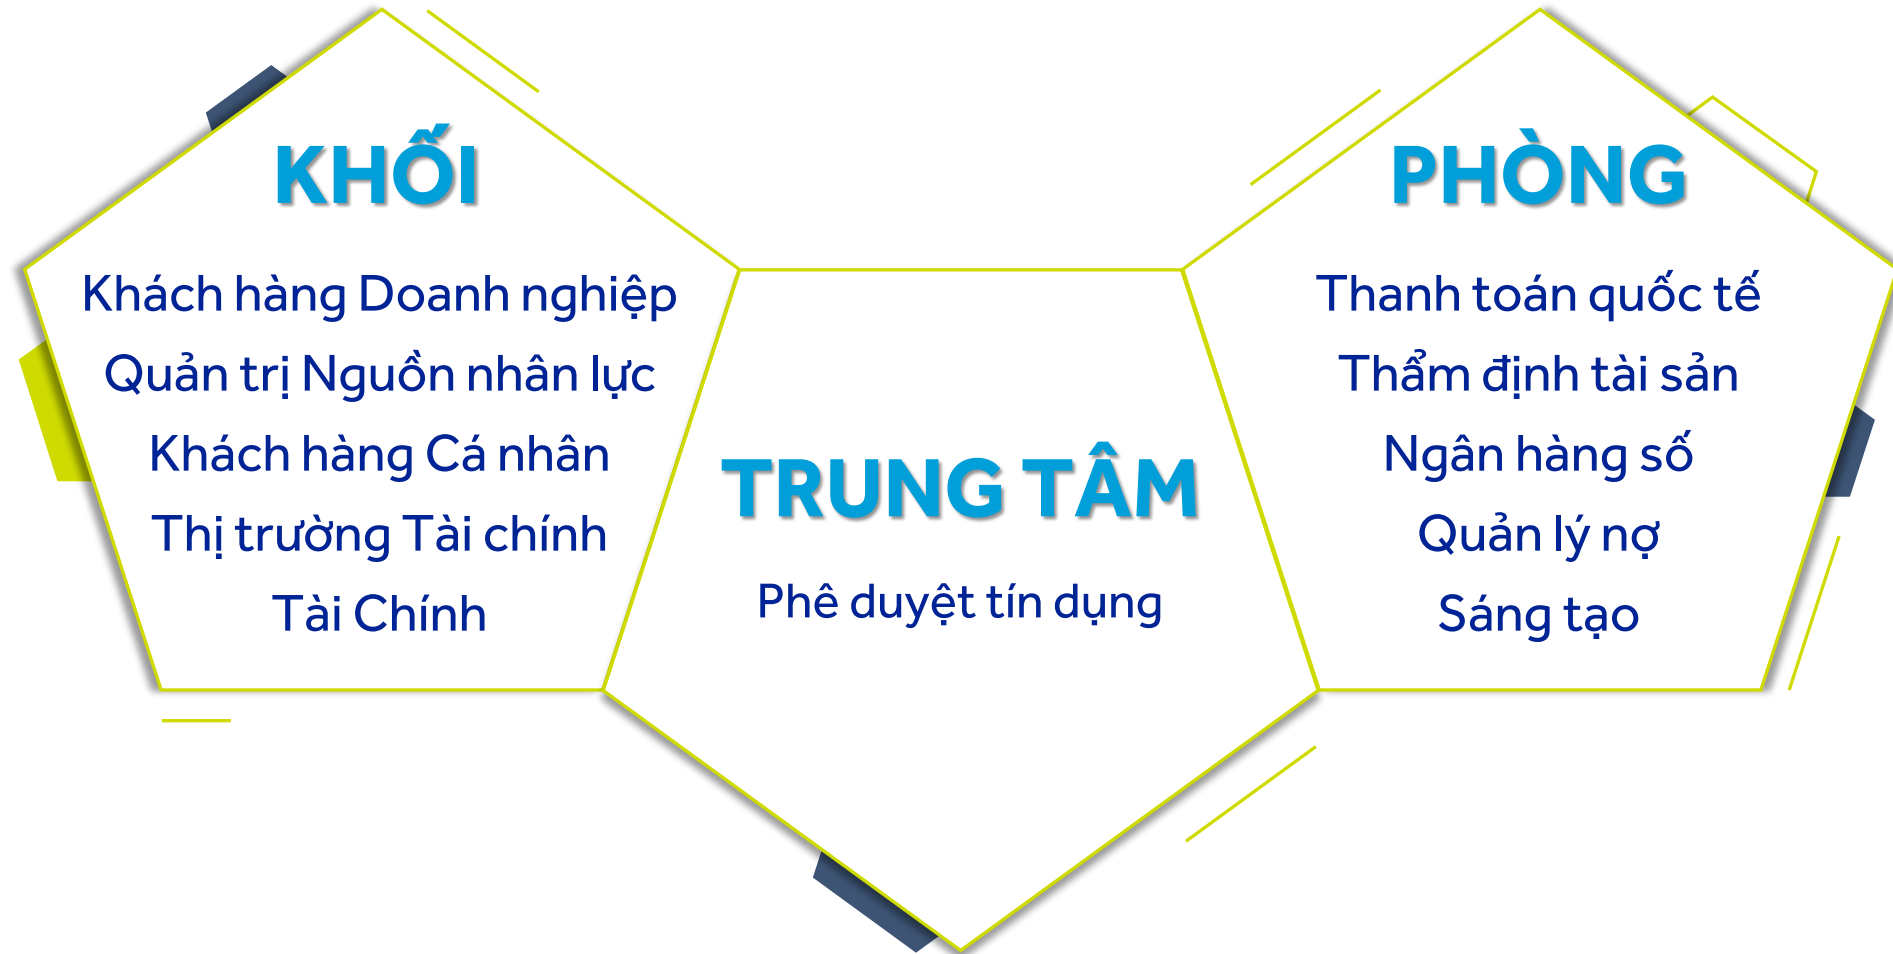 KHỐI
Khách hàng Doanh nghiệp
Quản trị Nguồn nhân lực
Khách hàng Cá nhân
Thị trường Tài chính
Tài Chính
TRUNG TÂM
Phê duyệt tín dụng
PHÒNG
Thanh toán quốc tế
Thẩm định tài sản
Ngân hàng số
Quản lý nợ
Sáng tạo